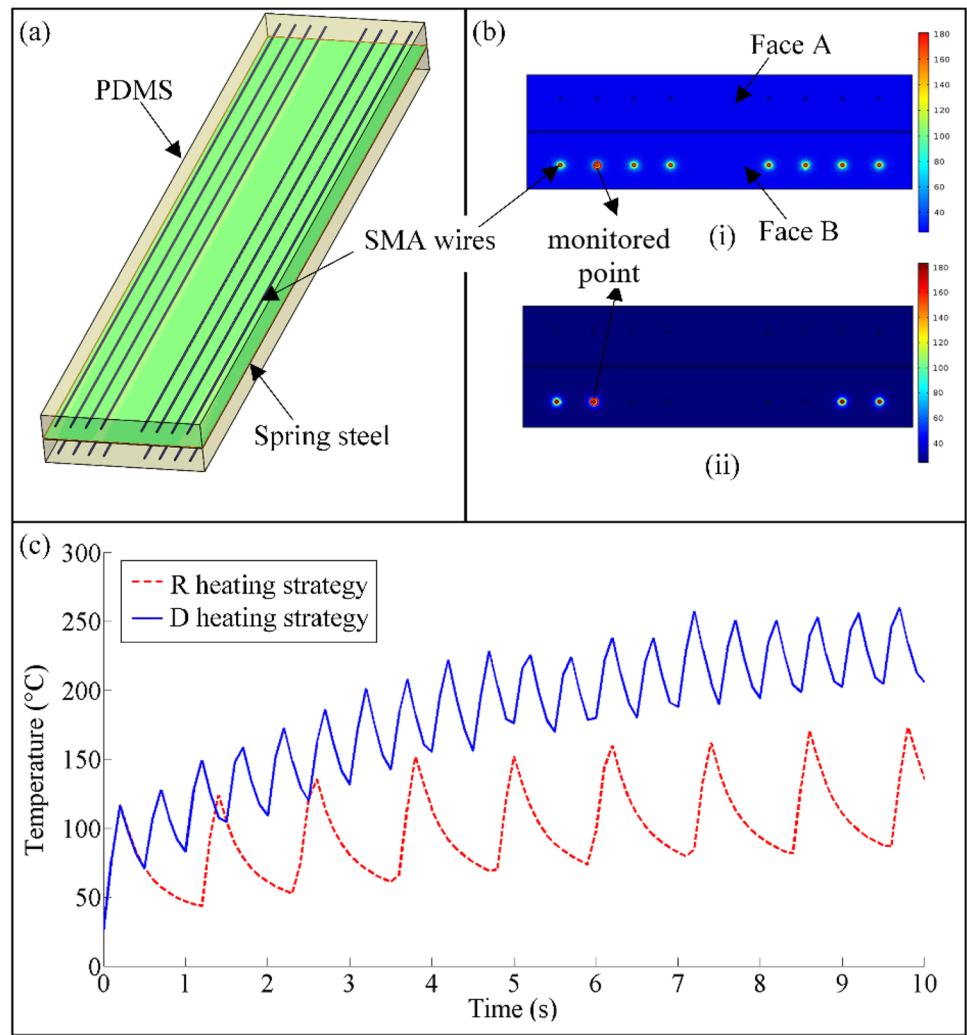 (a)
PDMS
SMA wires
Spring steel
(b)
Face A
180
160
140
120
100
80
60
40
(i)
Face B
monitored
point
180
160
140
120
100
80
60
40
(ii)
(c)
300
250
200
150
100
50
0
Temperature (°C)
R heating strategy
D heating strategy
0 1 2 3 4 5 6 7 8 9 10
Time (s)